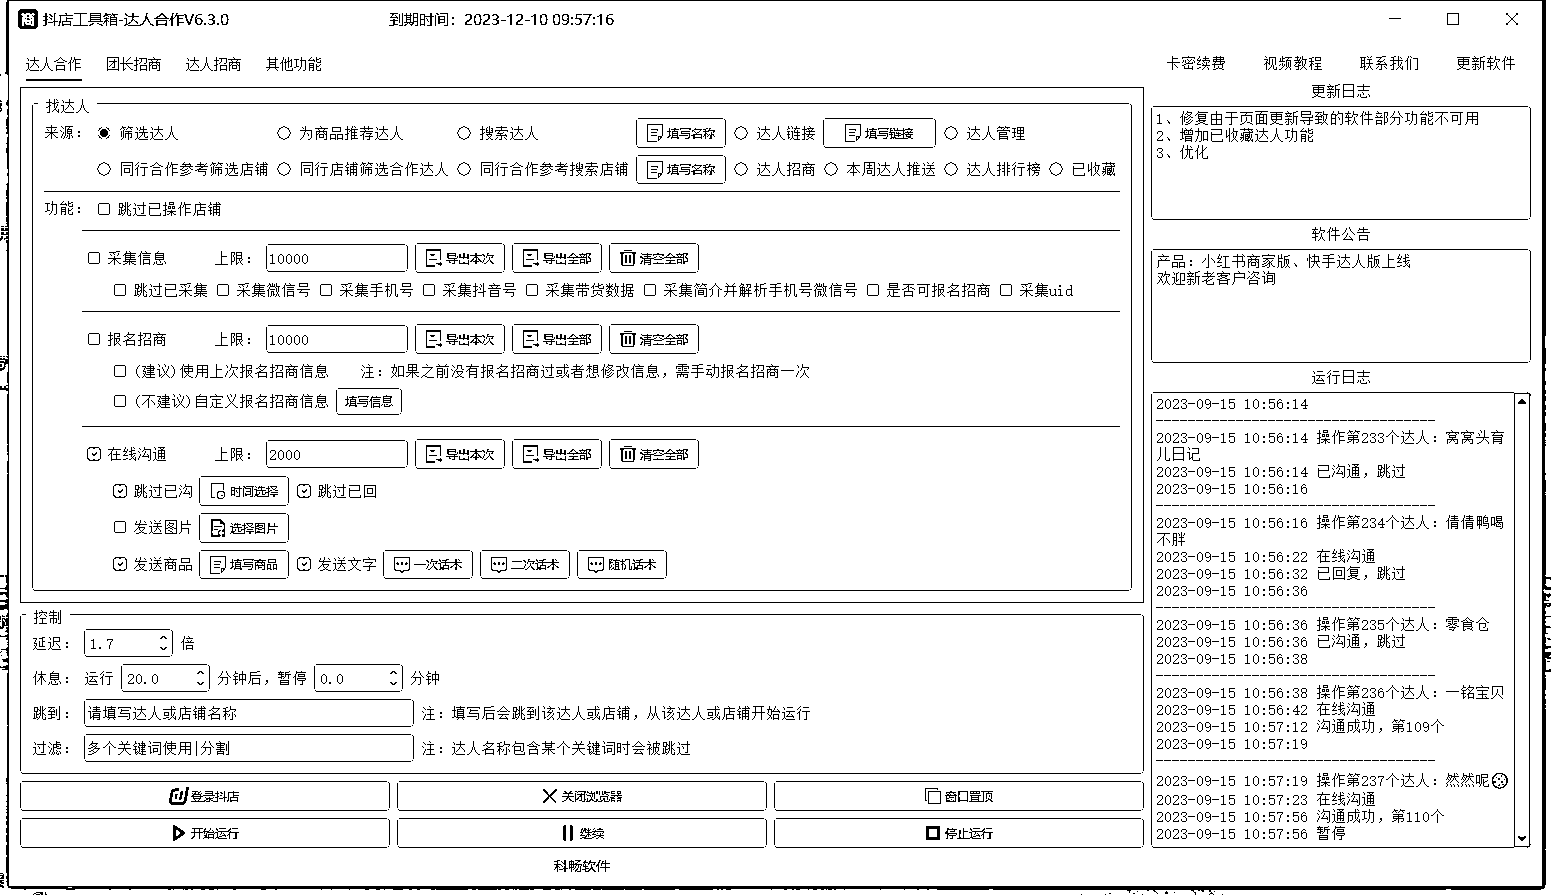 抖店工具箱-达人合作V6.3.0 到期时间：2023-12-10 09:57:16
达人合作 团长招商 达人招商 其他功能 卡密续费 视频教程 联系我们 更新软件
找达人
来源： 筛选达人 为商品推荐达人 搜索达人 填写名称 达人链接 填写链接 达人管理
同行合作参考筛选店铺 同行店铺筛选合作达人 同行合作参考搜索店铺 填写名称 达人招商 本周达人推送 达人排行榜 已收藏
功能： 跳过已操作店铺
采集信息 上限： 10000 导出本次 导出全部 清空全部
跳过已采集 采集微信号 采集手机号 采集抖音号 采集带货数据 采集简介并解析手机号微信号 是否可报名招商 采集uid
报名招商 上限： 10000 导出本次 导出全部 清空全部
(建议)使用上次报名招商信息 注：如果之前没有报名招商过或者想修改信息，需手动报名招商一次
(不建议)自定义报名招商信息 填写信息
在线沟通 上限： 2000 导出本次 导出全部 清空全部
跳过已沟 时间选择 跳过已回
发送图片 选择图片
发送商品 填写商品 发送文字 一次话术 二次话术 随机话术
控制
延迟： 1.7 倍
休息： 运行 20.0 分钟后，暂停 0.0 分钟
跳到： 请填写达人或店铺名称 注：填写后会跳到该达人或店铺，从该达人或店铺开始运行
过滤： 多个关键词使用|分割 注：达人名称包含某个关键词时会被跳过
登录抖店 关闭浏览器 窗口置顶
开始运行 继续 停止运行
科畅软件
更新日志
1、修复由于页面更新导致的软件部分功能不可用
2、增加已收藏达人功能
3、优化
软件公告
产品：小红书商家版、快手达人版上线
欢迎新老客户咨询
运行日志
2023-09-15 10:56:14
-----------------------------------
2023-09-15 10:56:14 操作第233个达人：窝窝头育
儿日记
2023-09-15 10:56:14 已沟通，跳过
2023-09-15 10:56:16
-----------------------------------
2023-09-15 10:56:16 操作第234个达人：倩倩鸭喝
不胖
2023-09-15 10:56:22 在线沟通
2023-09-15 10:56:32 已回复，跳过
2023-09-15 10:56:36
-----------------------------------
2023-09-15 10:56:36 操作第235个达人：零食仓
2023-09-15 10:56:36 已沟通，跳过
2023-09-15 10:56:38
-----------------------------------
2023-09-15 10:56:38 操作第236个达人：一铭宝贝
2023-09-15 10:56:42 在线沟通
2023-09-15 10:57:12 沟通成功，第109个
2023-09-15 10:57:19
-----------------------------------
2023-09-15 10:57:19 操作第237个达人：然然呢🍪
2023-09-15 10:57:23 在线沟通
2023-09-15 10:57:56 沟通成功，第110个
2023-09-15 10:57:56 暂停